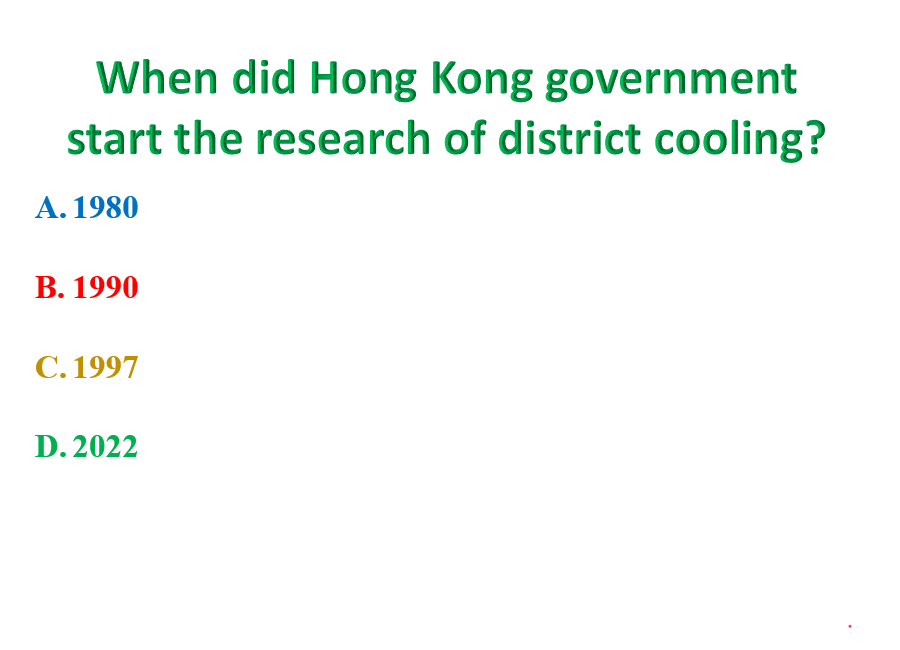 When did Hong Kong government
start the research of district cooling?
A. 1980
B. 1990
C. 1997
D. 2022